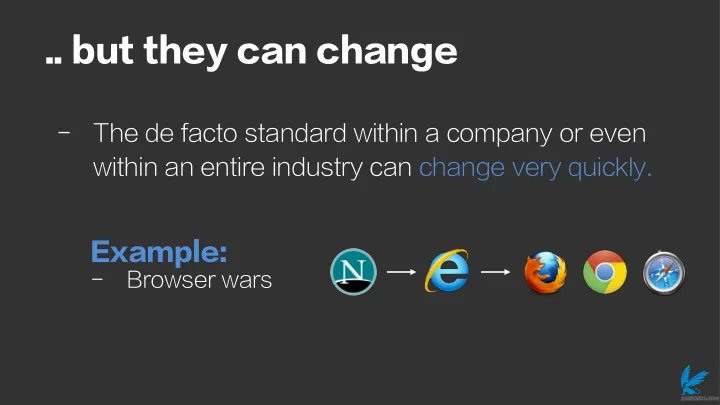 .. but they can change
- The de facto standard within a company or even
within an entire industry can change very quickly.
Example:
- Browser wars
N